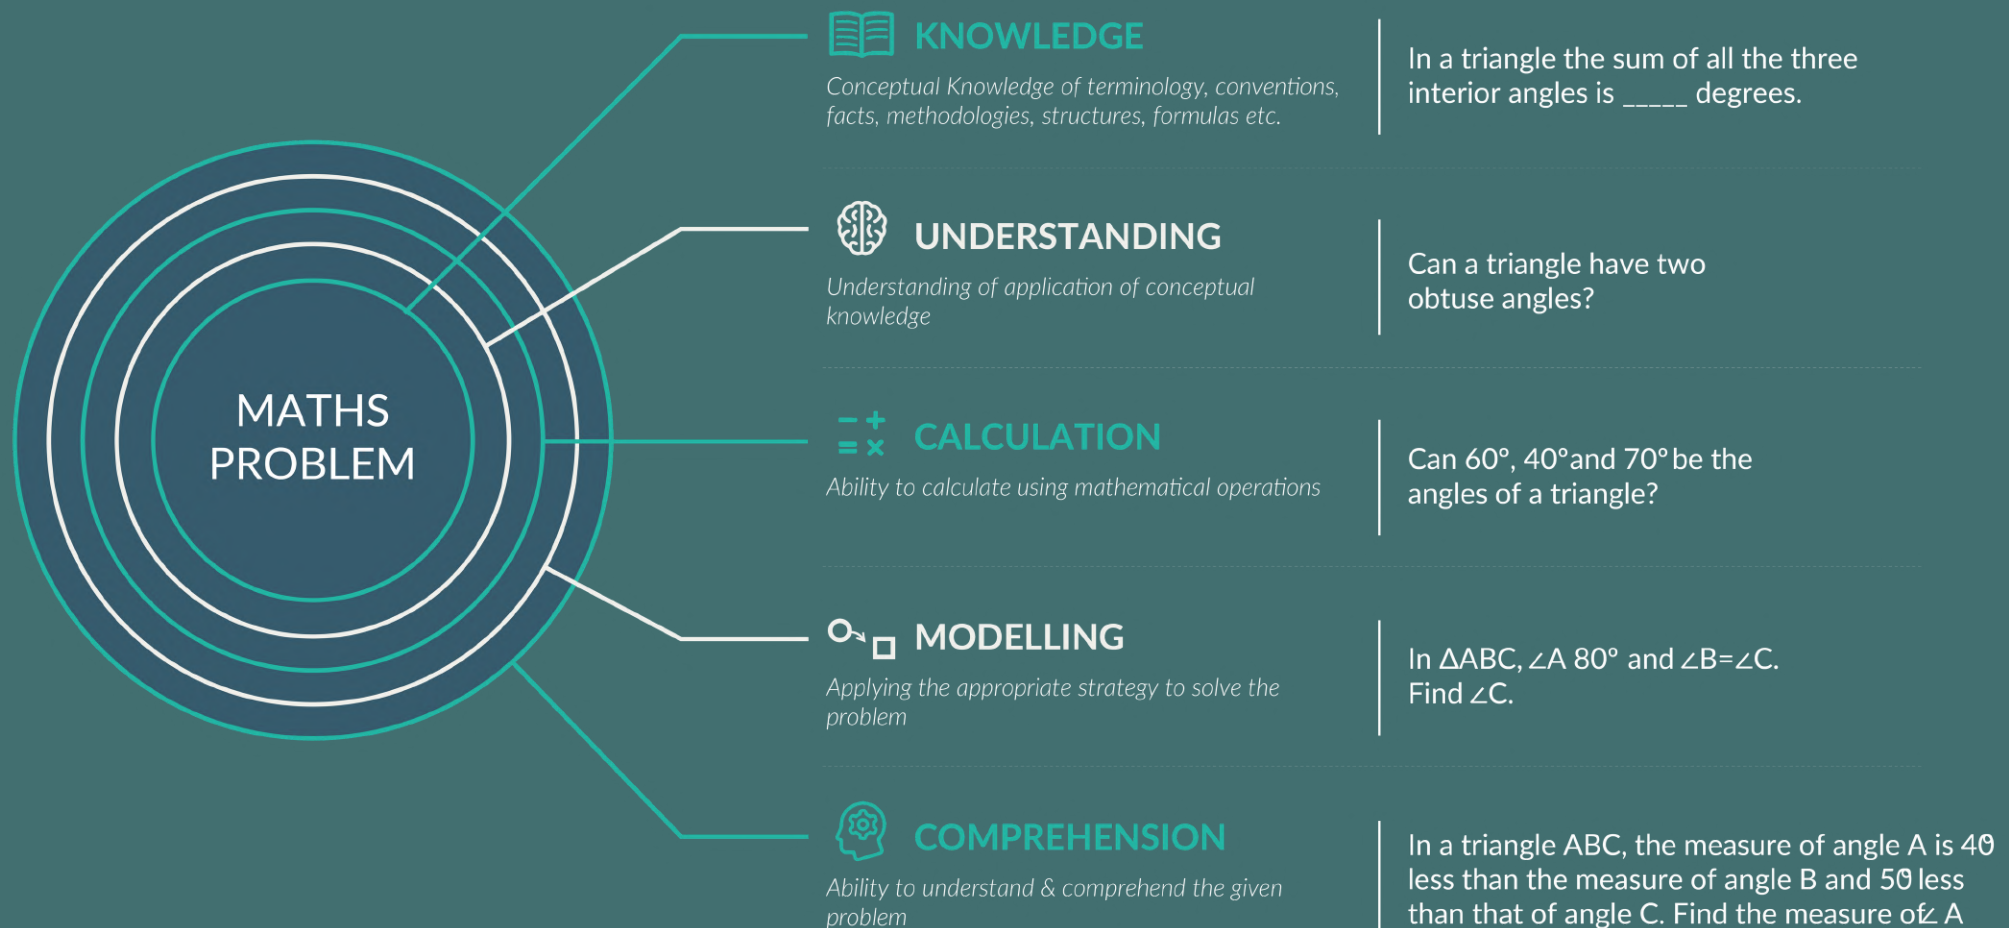 MATHS
PROBLEM
KNOWLEDGE
Conceptual Knowledge of terminology, conventions,
facts, methodologies, structures, formulas etc.
In a triangle the sum of all the three
interior angles is _____ degrees.
UNDERSTANDING
Understanding of application of conceptual
knowledge
Can a triangle have two
obtuse angles?
CALCULATION
Ability to calculate using mathematical operations
Can 60°, 40°and 70°be the
angles of a triangle?
MODELLING
Applying the appropriate strategy to solve the
problem
In ΔABC, ∠A 80° and ∠B=∠C.
Find ∠C.
COMPREHENSION
Ability to understand & comprehend the given
problem
In a triangle ABC, the measure of angle A is 40°
less than the measure of angle B and 50° less
than that of angle C. Find the measure of∠ A